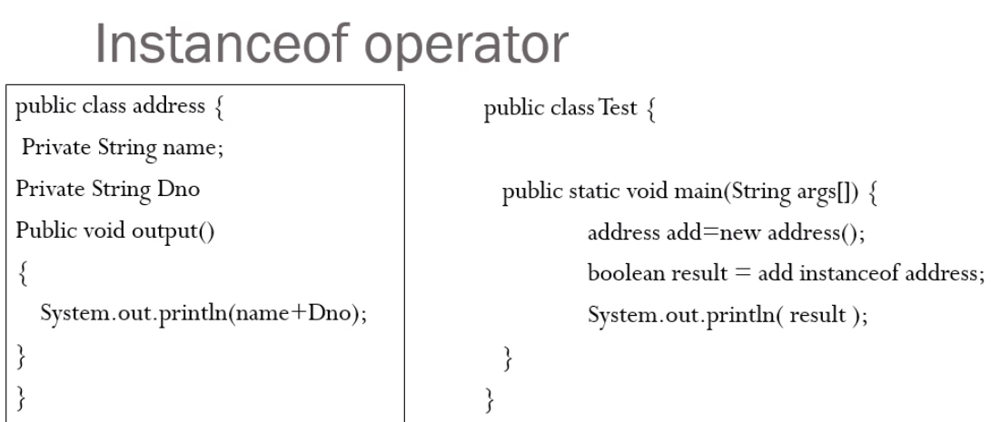 Instanceof operator
public class address {
Private String name;
Private String Dno
Public void output()
{
System.out.println(name+Dno);
}
}
public class Test {
public static void main(String args[]) {
address add=new address();
boolean result = add instanceof address;
System.out.println( result );
}
}